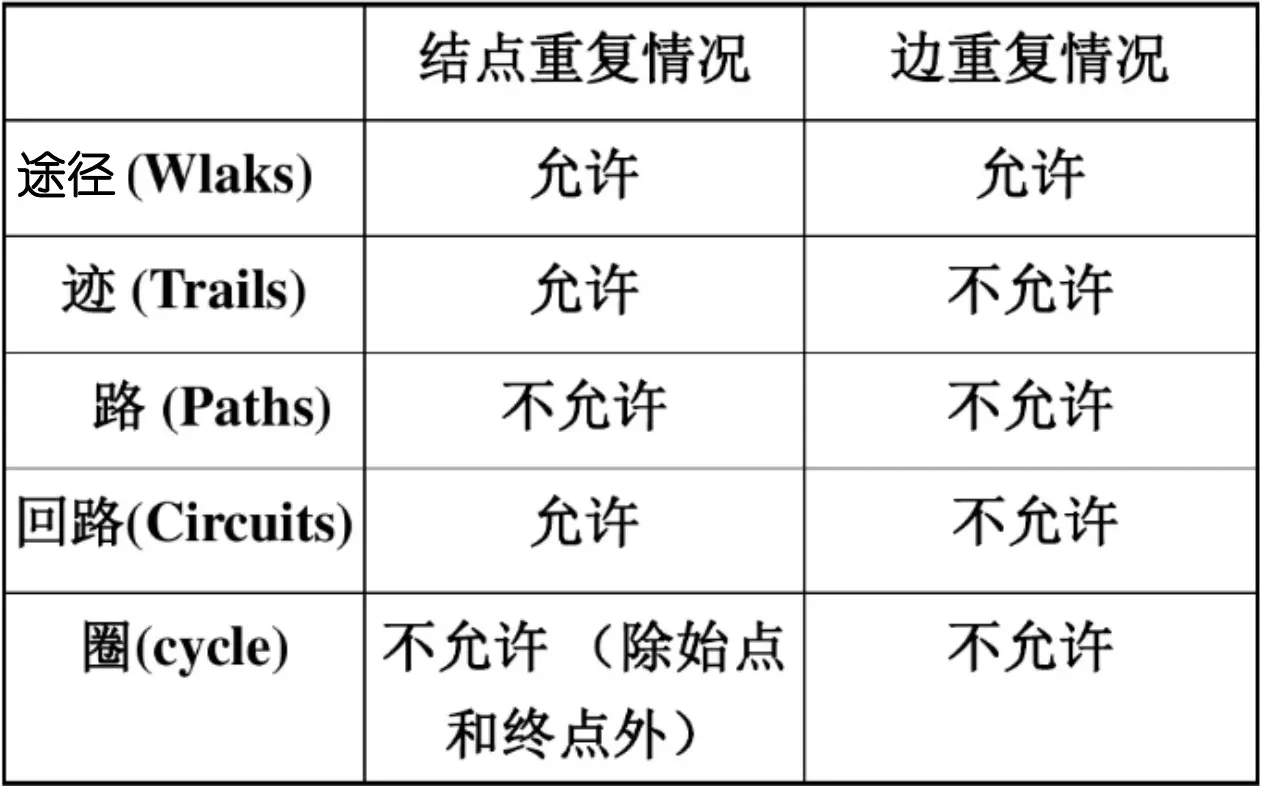 结点重复情况 边重复情况
途径(Wlaks) 允许 允许
迹 (Trails) 允许 不允许
路 (Paths) 不允许 不允许
回路(Circuits) 允许 不允许
圈(cycle) 不允许（除始点 不允许
和终点外）